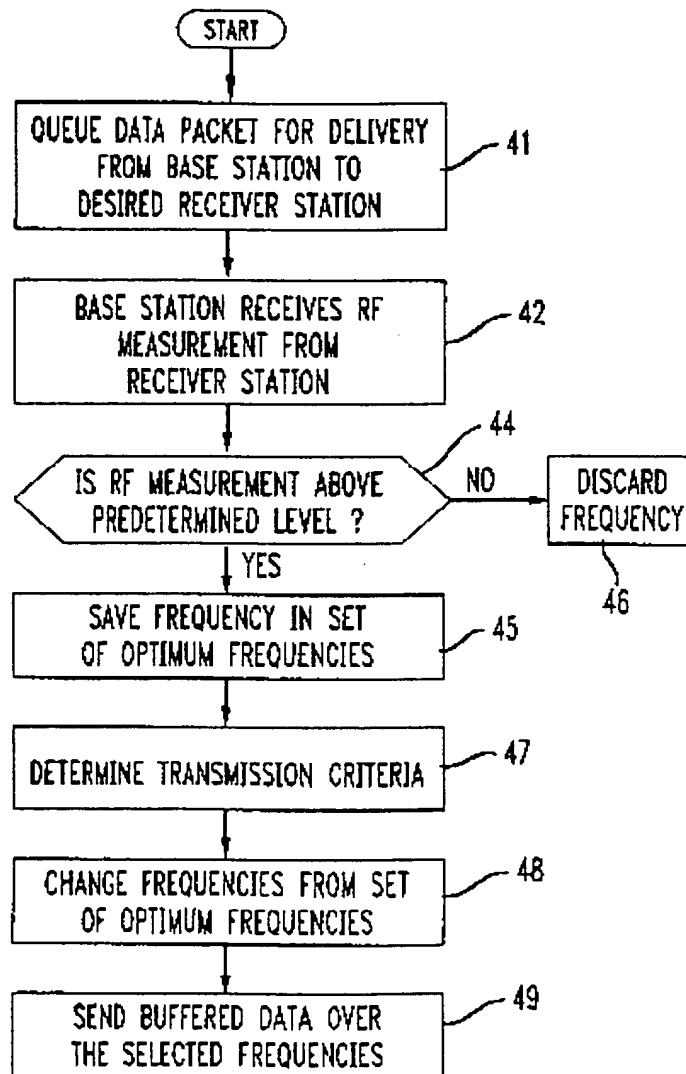 START
QUEUE DATA PACKET FOR DELIVERY
FROM BASE STATION TO
DESIRED RECEIVER STATION
41
BASE STATION RECEIVES RF
MEASUREMENT FROM
RECEIVER STATION
42
44
IS RF MEASUREMENT ABOVE
PREDETERMINED LEVEL ?
NO
DISCARD
FREQUENCY
46
YES
SAVE FREQUENCY IN SET
OF OPTIMUM FREQUENCIES
45
DETERMINE TRANSMISSION CRITERIA
47
CHANGE FREQUENCIES FROM SET
OF OPTIMUM FREQUENCIES
48
SEND BUFFERED DATA OVER
THE SELECTED FREQUENCIES
49